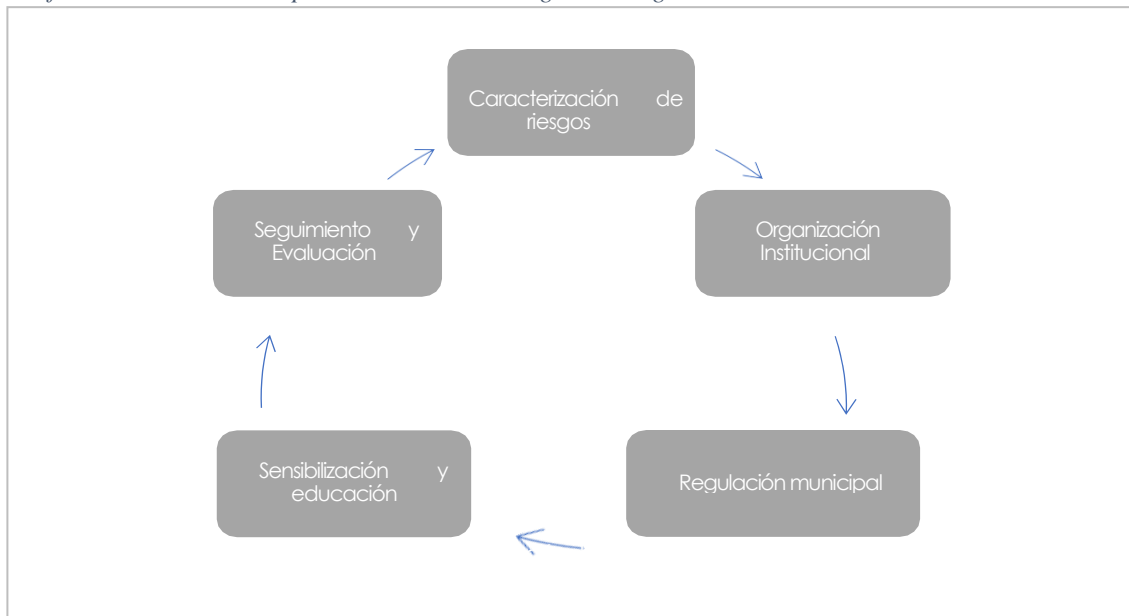 Caracterización de
riesgos
Organización
Institucional
Regulación municipal
Sensibilización y
educación
Seguimiento y
Evaluación